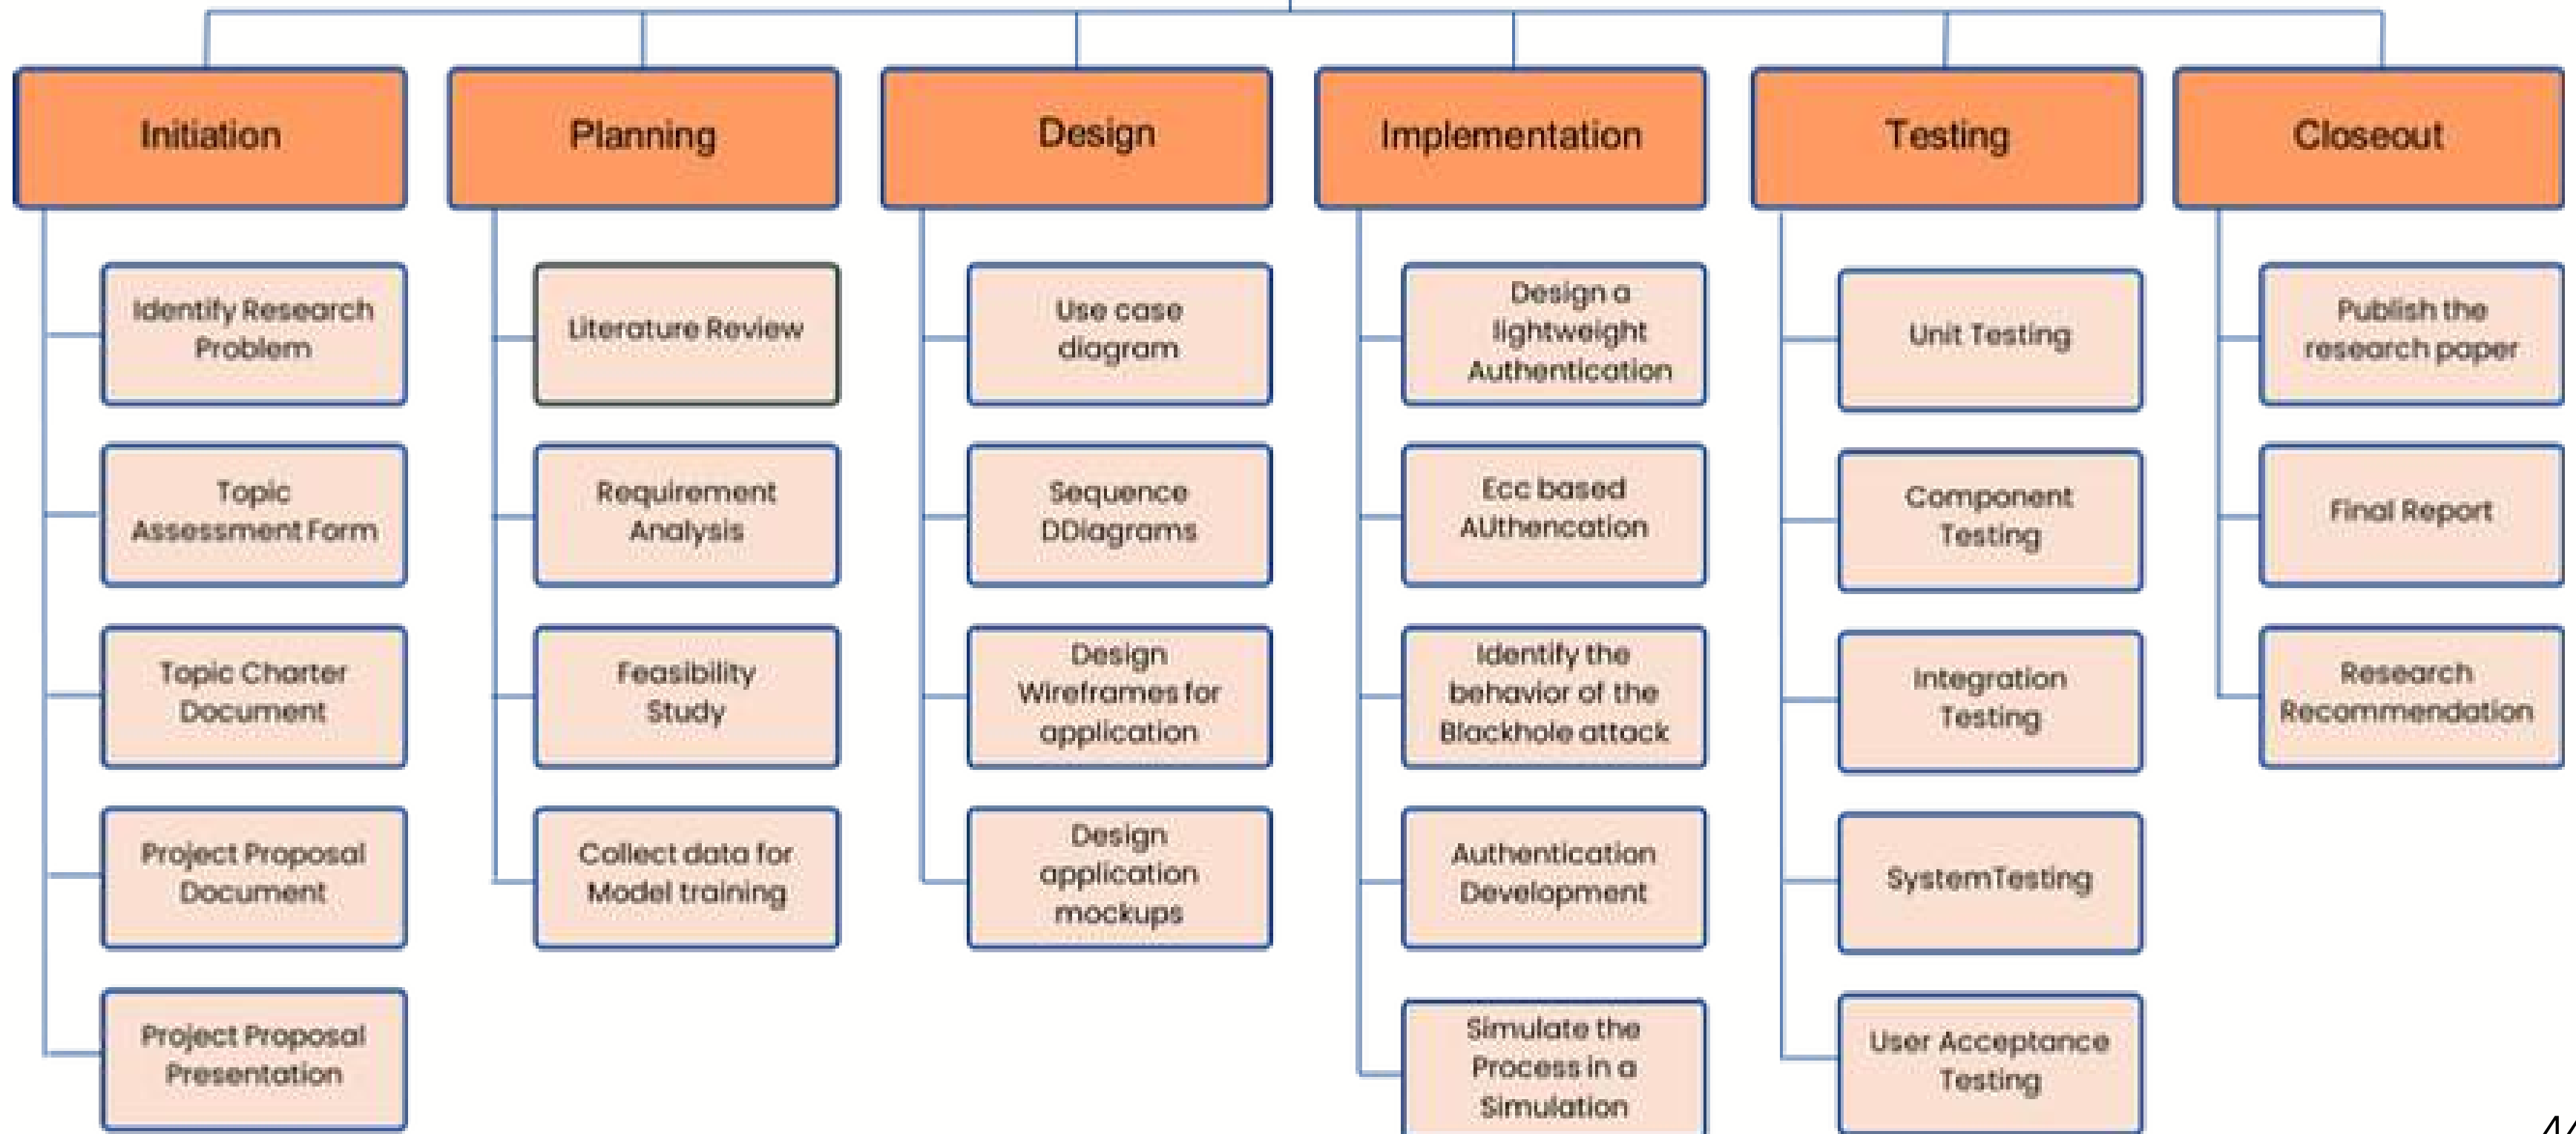 Initiation
Planning
Design
Implementation
Testing
Closeout
Identify Research
Problem
Topic
Assessment Form
Topic Charter
Document
Project Proposal
Document
Project Proposal
Presentation
Literature Review
Requirement
Analysis
Feasibility
Study
Collect data for
Model training
Use case
diagram
Sequence
DDiagrams
Design
Wireframes for
application
Design
application
mockups
Design a
lightweight
Authentication
Ecc based
AUthencation
Identify the
behavior of the
Blackhole attack
Authentication
Development
Simulate the
Process in a
Simulation
Unit Testing
Component
Testing
Integration
Testing
SystemTesting
User Acceptance
Testing
Publish the
research paper
Final Report
Research
Recommendation